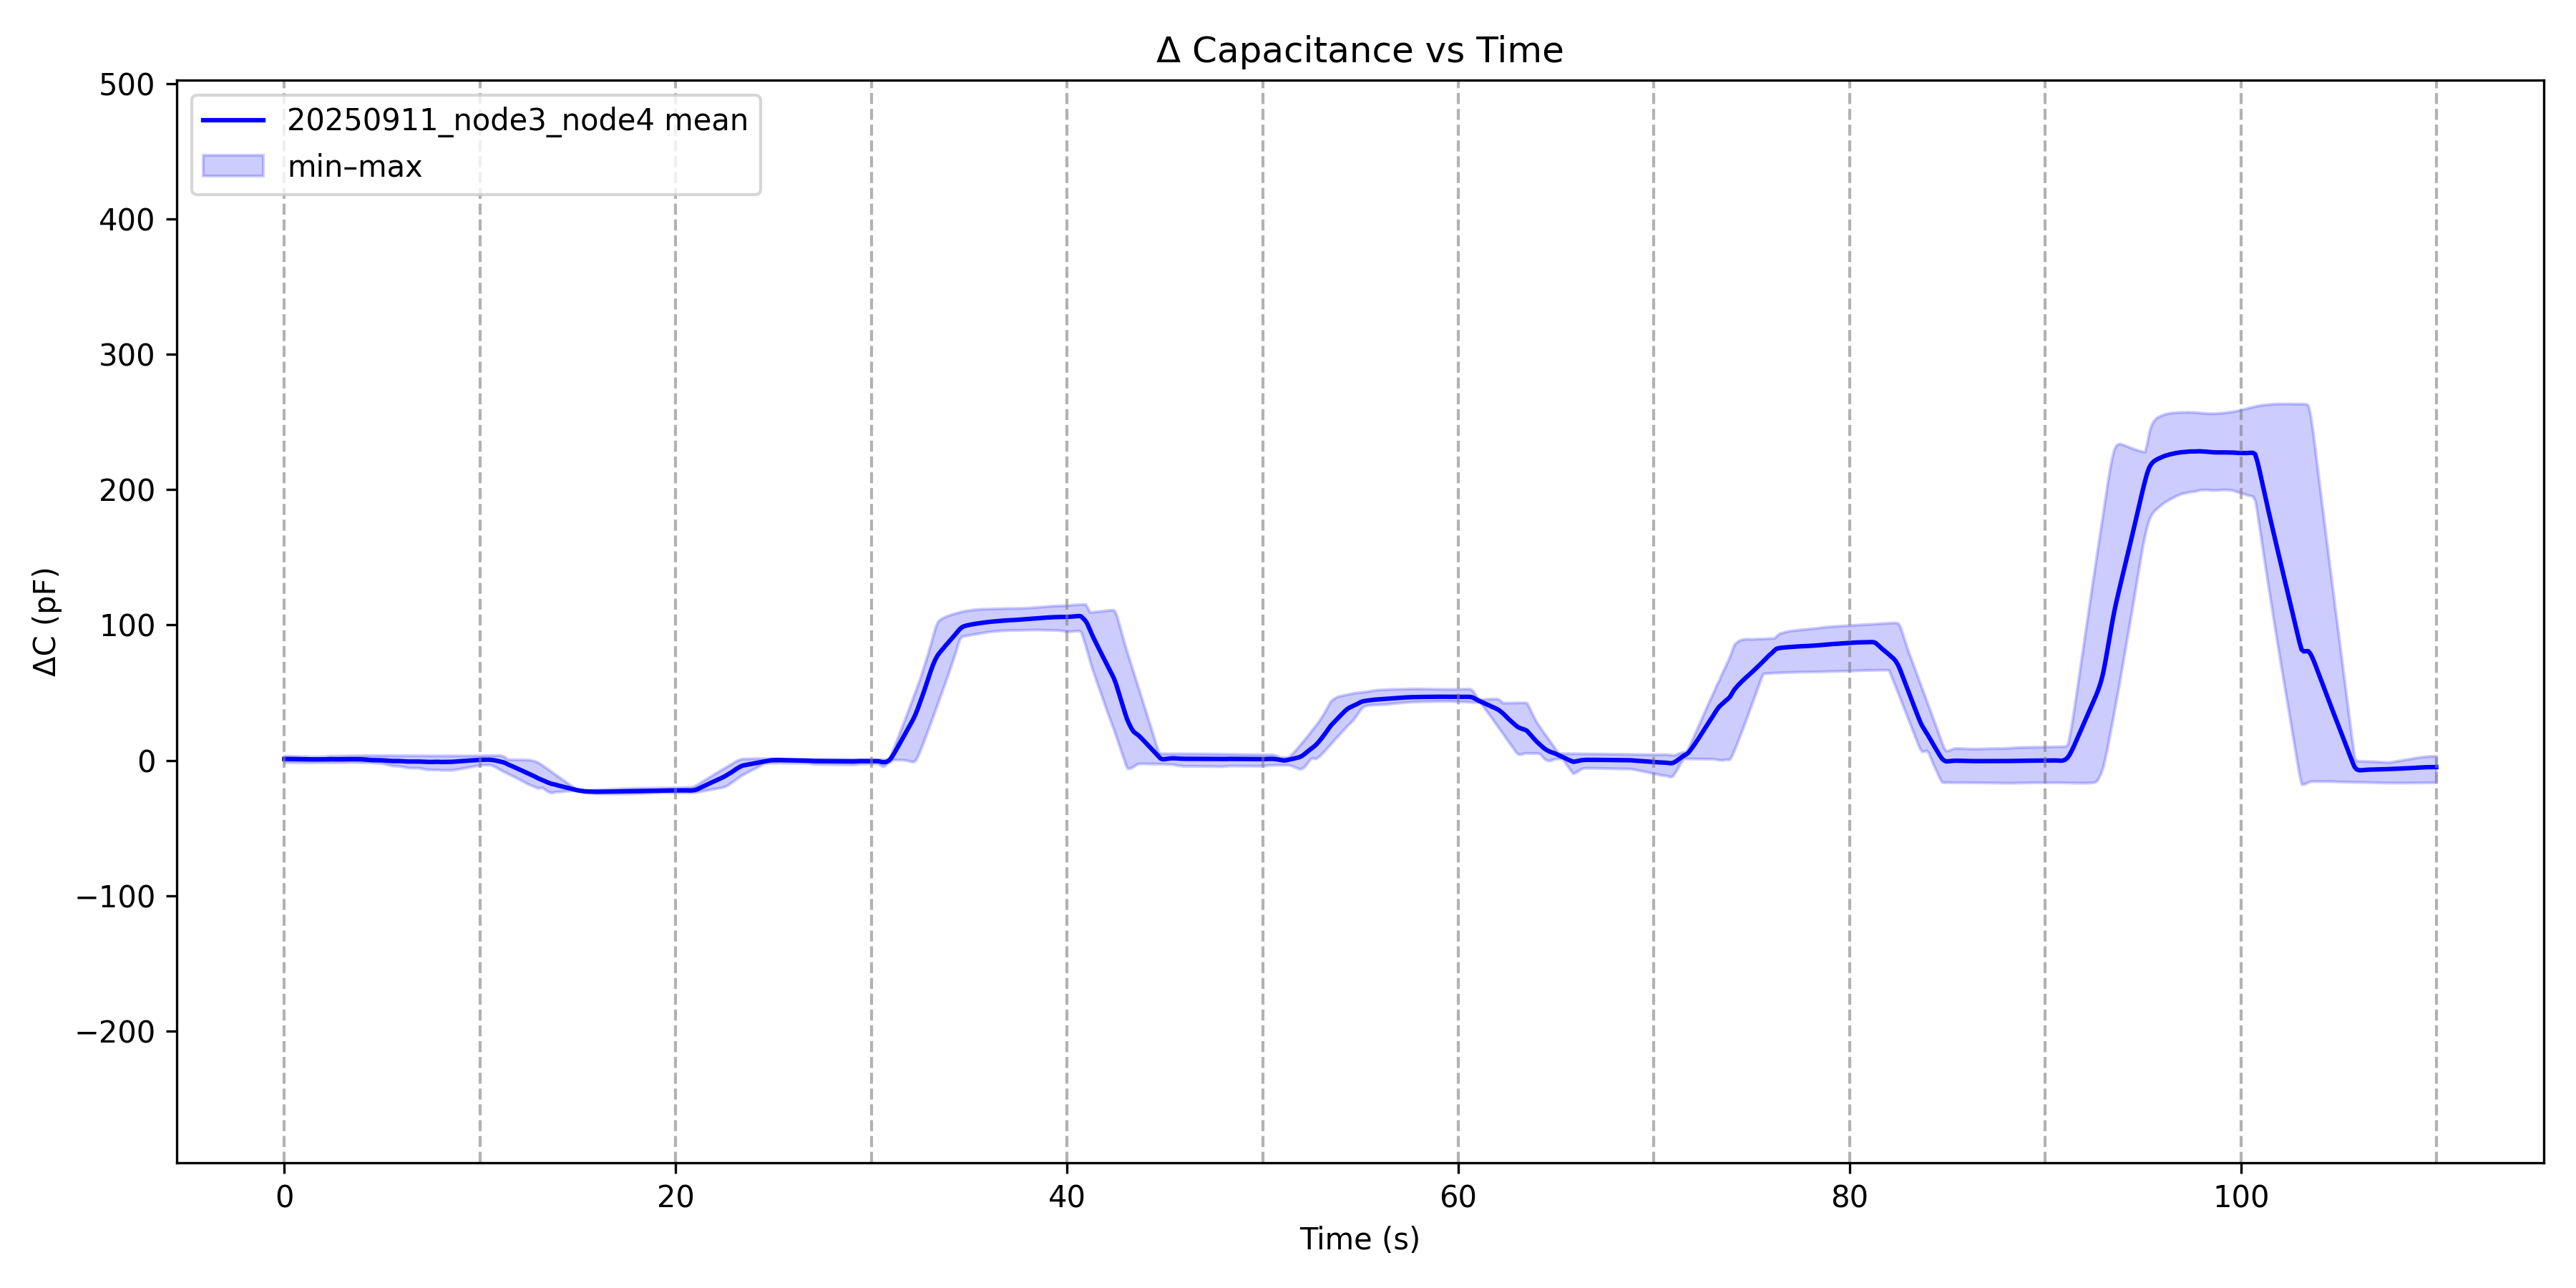 Δ Capacitance vs Time
20250911_node3_node4 mean
min–max
ΔC (pF)
500
400
300
200
100
0
−100
−200
0 20 40 60 80 100
Time (s)